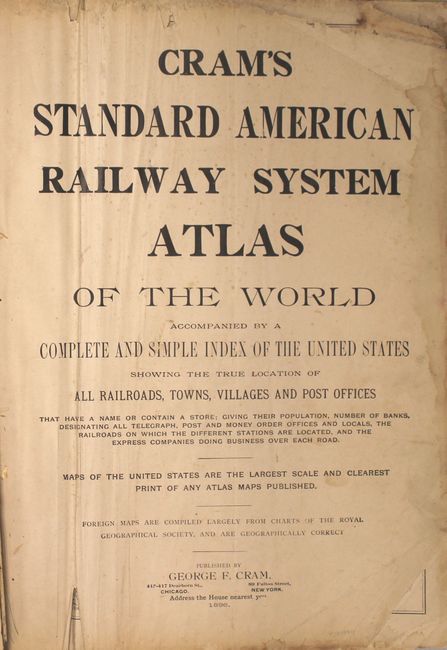 CRAM'S
STANDARD AMERICAN
RAILWAY SYSTEM
ATLAS
OF THE WORLD
ACCOMPANIED BY A
COMPLETE AND SIMPLE INDEX OF THE UNITED STATES
SHOWING THE TRUE LOCATION OF
ALL RAILROADS, TOWNS, VILLAGES AND POST OFFICES
THAT HAVE A NAME OR CONTAIN A STORE; GIVING THEIR POPULATION, NUMBER OF BANKS,
DESIGNATING ALL TELEGRAPH, POST AND MONEY ORDER OFFICES AND LOCALS, THE
RAILROADS ON WHICH THE DIFFERENT STATIONS ARE LOCATED, AND THE
EXPRESS COMPANIES DOING BUSINESS OVER EACH ROAD.
MAPS OF THE UNITED STATES ARE THE LARGEST SCALE AND CLEAREST
PRINT OF ANY ATLAS MAPS PUBLISHED.
FOREIGN MAPS ARE COMPILED LARGELY FROM CHARTS OF THE ROYAL
GEOGRAPHICAL SOCIETY, AND ARE GEOGRAPHICALLY CORRECT
PUBLISHED BY
GEORGE F. CRAM,
Dearborn St., Fulton Street,
CHICAGO. NEW YORK.
Address the House nearest you